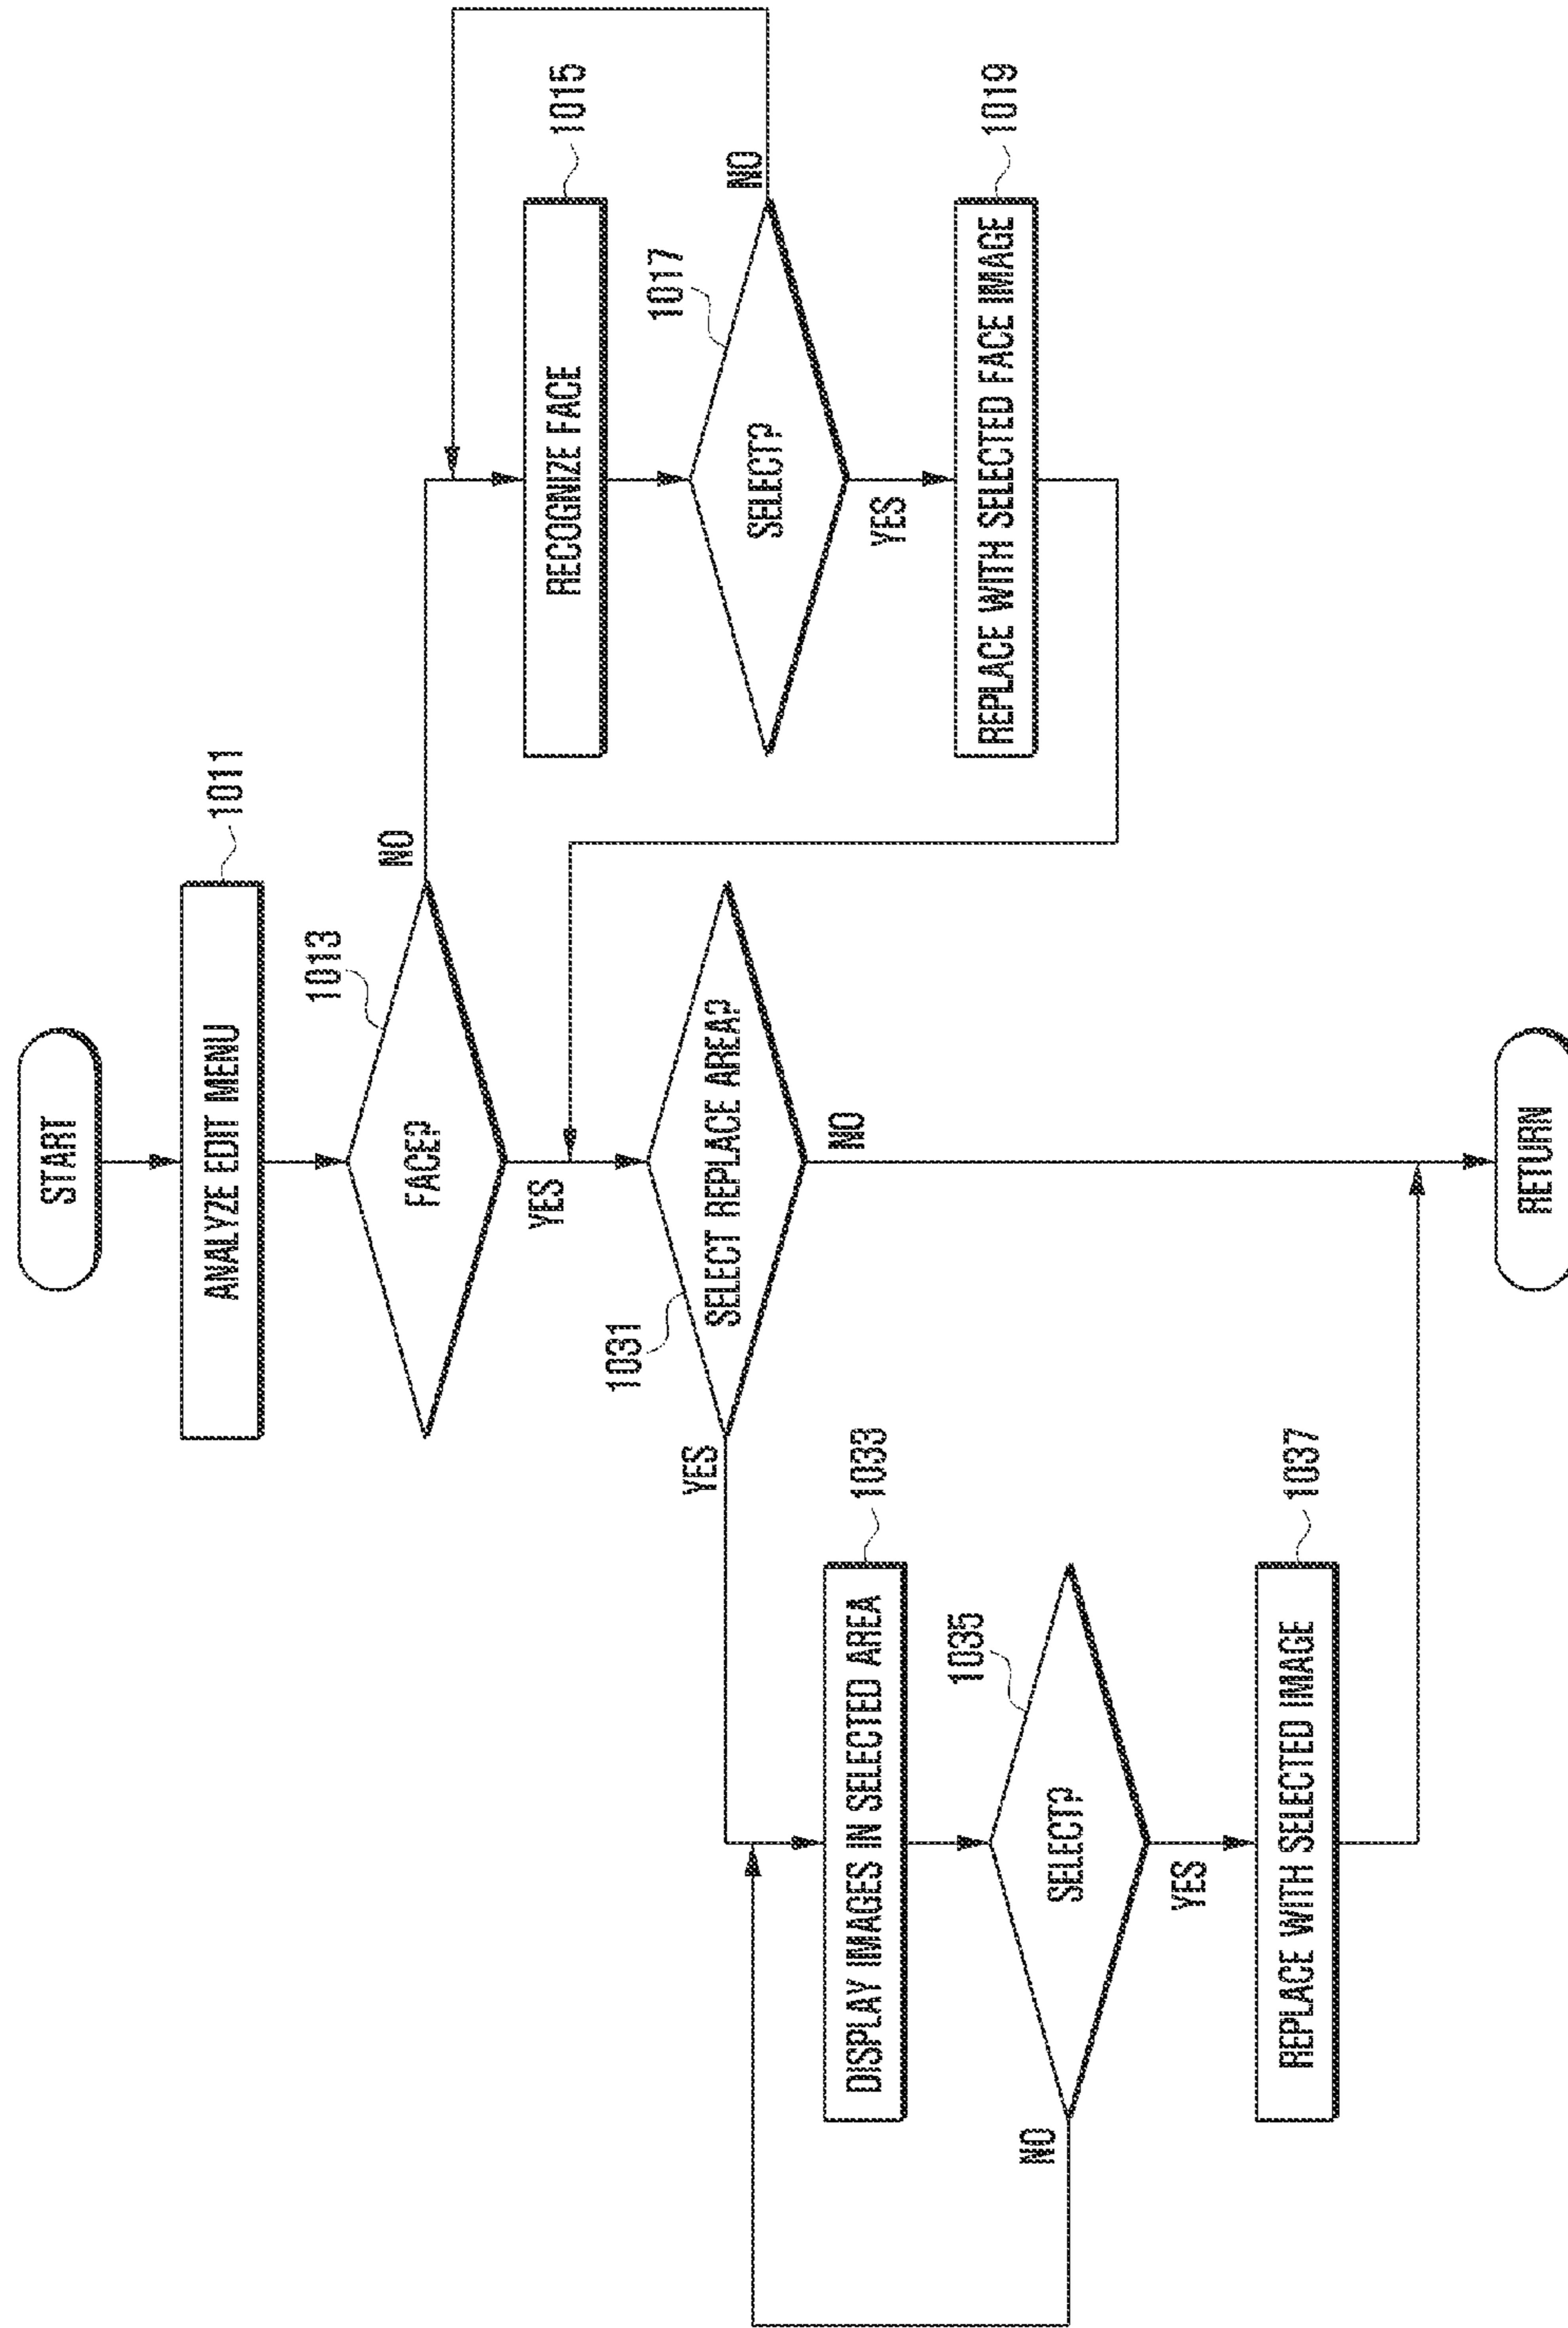 START
ANALYZE EDIT MENU
1011
FACE?
1013
NO
YES
RECOGNIZE FACE
1015
SELECT?
1017
NO
YES
REPLACE WITH SELECTED FACE IMAGE
1019
SELECT REPLACE AREA?
1031
YES
NO
DISPLAY IMAGES IN SELECTED AREA
1033
SELECT?
1035
NO
YES
REPLACE WITH SELECTED IMAGE
1037
RETURN